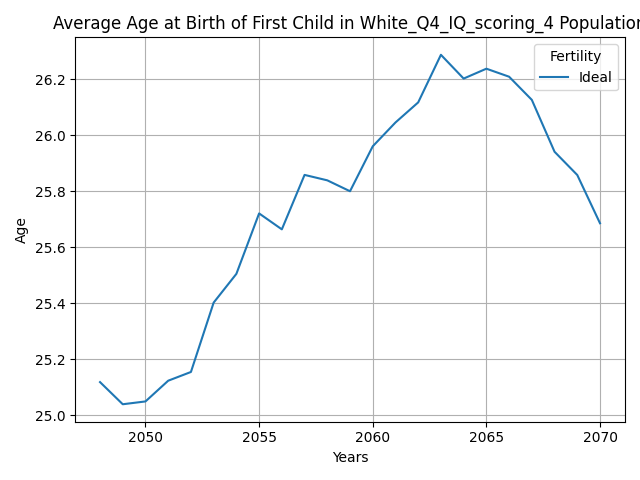 Average Age at Birth of First Child in White_Q4_IQ_scoring_4 Population
Fertility
Ideal
26.2
26.0
25.8
25.6
25.4
25.2
25.0
Age
2050 2055 2060 2065 2070
Years